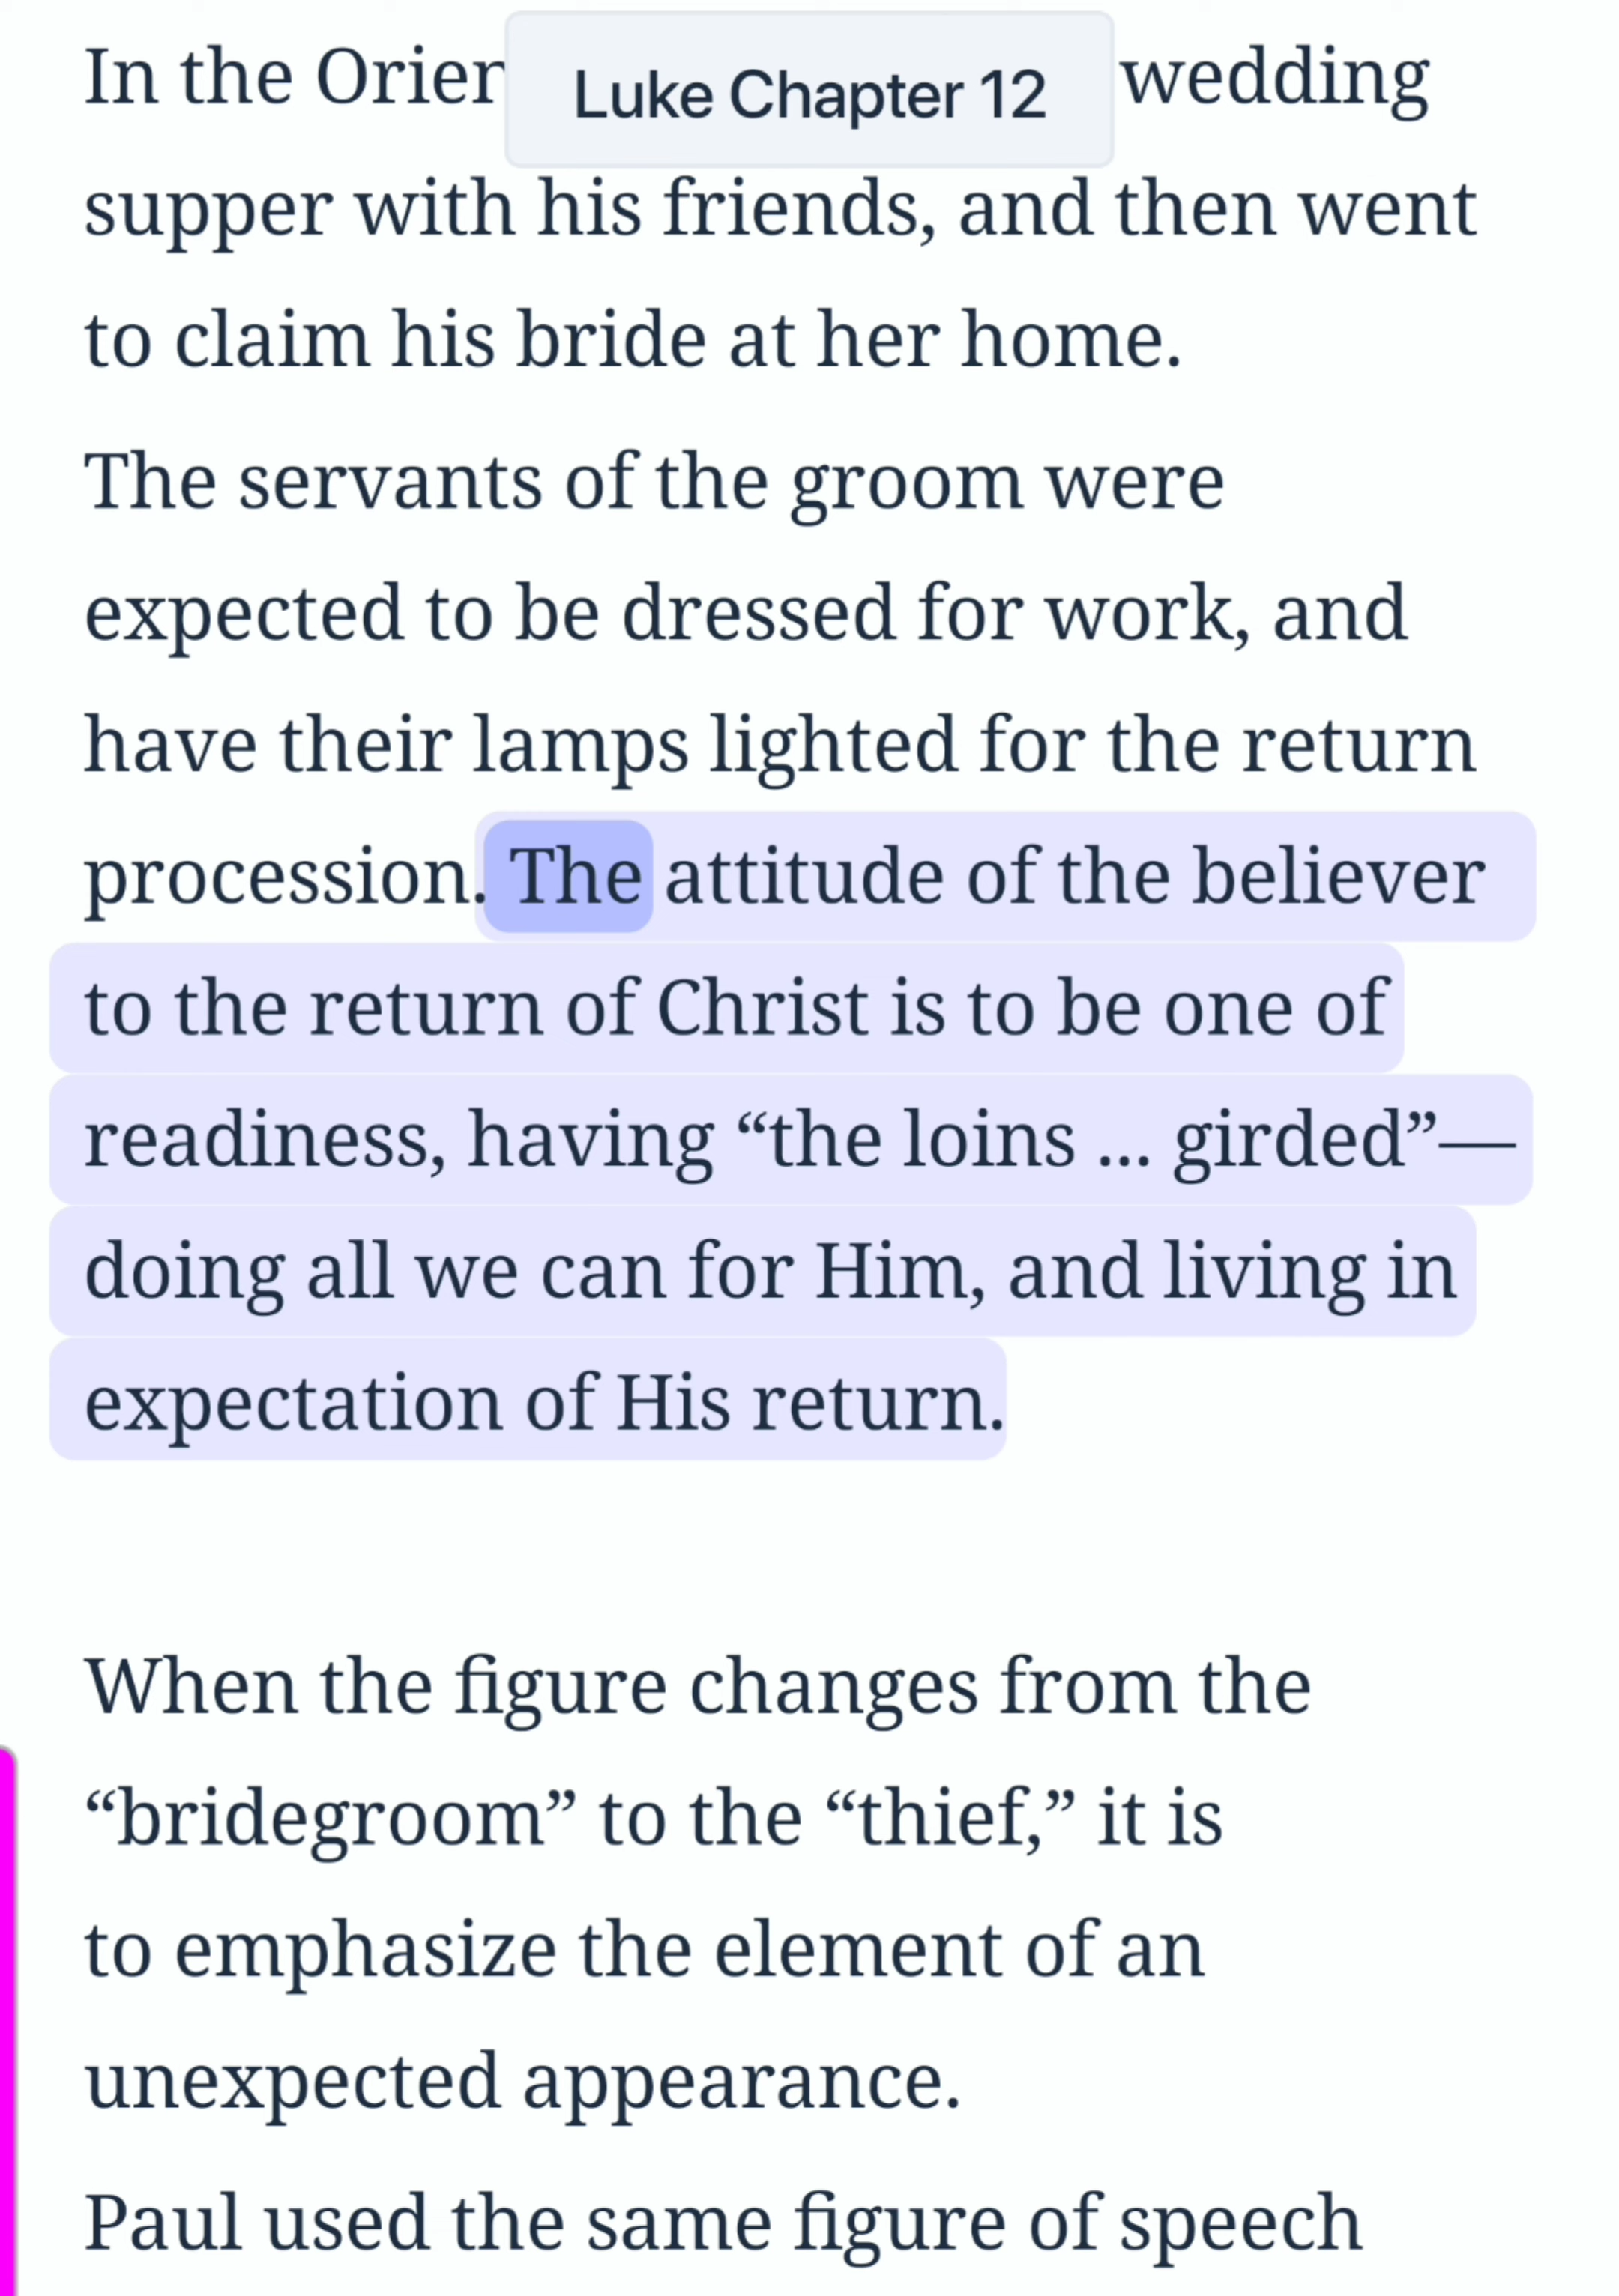 In the Orien
Luke Chapter 12
wedding
supper with his friends, and then went
to claim his bride at her home.
The servants of the groom were
expected to be dressed for work, and
have their lamps lighted for the return
procession. The attitude of the believer
to the return of Christ is to be one of
readiness, having “the loins ... girded”—
doing all we can for Him, and living in
expectation of His return.
When the figure changes from the
“bridegroom” to the “thief,” it is
to emphasize the element of an
unexpected appearance.
Paul used the same figure of speech